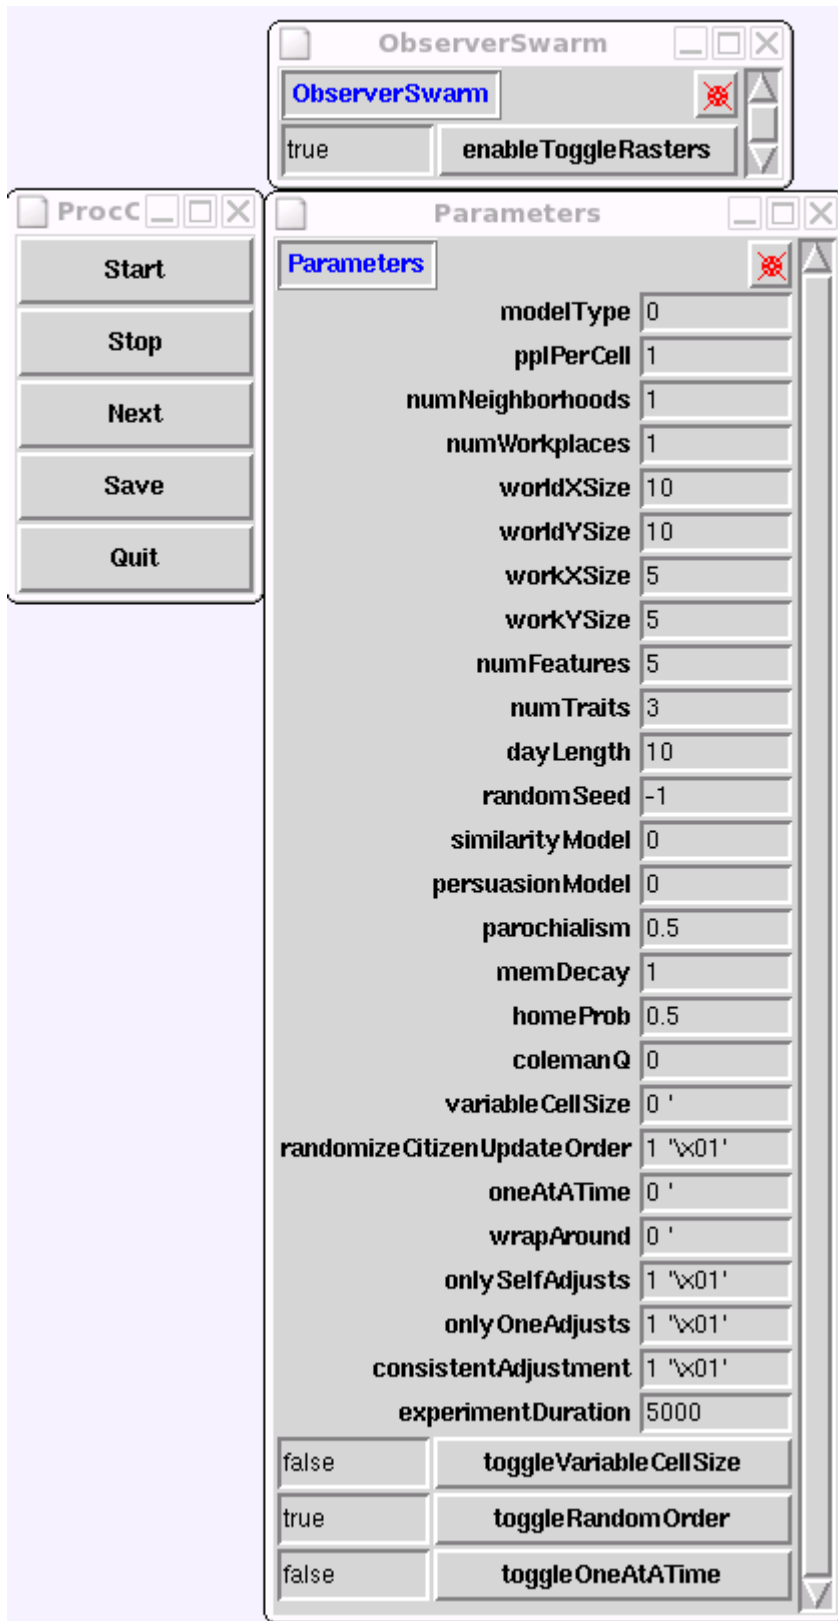 ObserverSwarm
ObserverSwarm
true enableToggleRasters
ProcC
Start
Stop
Next
Save
Quit
Parameters
Parameters
modelType 0
pplPerCell 1
numNeighborhoods 1
numWorkplaces 1
worldXSize 10
worldYSize 10
workXSize 5
workYSize 5
numFeatures 5
numTraits 3
dayLength 10
randomSeed -1
similarityModel 0
persuasionModel 0
parochialism 0.5
memDecay 1
homeProb 0.5
colemanQ 0
variableCellSize 0 '
randomizeCitizenUpdateOrder 1 '\x01'
oneAtATime 0 '
wrapAround 0 '
onlySelfAdjusts 1 '\x01'
onlyOneAdjusts 1 '\x01'
consistentAdjustment 1 '\x01'
experimentDuration 5000
false toggleVariableCellSize
true toggleRandomOrder
false toggleOneAtATime